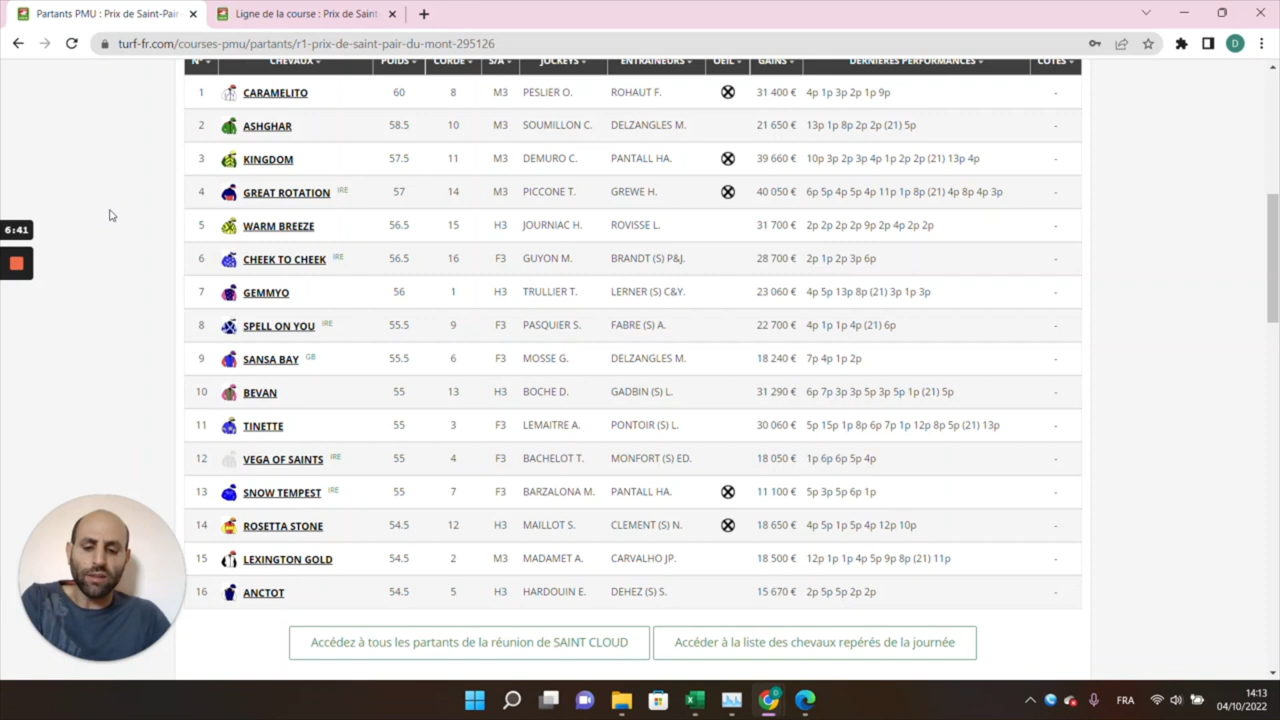 Partants PMU : Prix de Saint-Pair-
Ligne de la course : Prix de Saint-
turf-fr.com/courses-pmu/partants/r1-prix-de-saint-pair-du-mont-295126
D
N° CHEVAUX POIDS CORDE S/A JOCKEYS ENTRAÎNEURS OEIL GAINS DERNIÈRES PERFORMANCES COTES
1 CARAMELITO 60 8 M3 PESLIER O. ROHAUT F. 31 400 € 4p 1p 3p 2p 1p 9p -
2 ASHGHAR 58.5 10 M3 SOUMILLON C. DELZANGLES M. 21 650 € 13p 1p 8p 2p 2p (21) 5p -
3 KINGDOM 57.5 11 M3 DEMURO C. PANTALL HA. 39 660 € 10p 3p 2p 3p 4p 1p 2p 2p (21) 13p 4p -
4 GREAT ROTATION IRE 57 14 M3 PICCONE T. GREWE H. 40 050 € 6p 5p 4p 5p 4p 11p 1p 8p (21) 4p 8p 4p 3p -
5 WARM BREEZE 56.5 15 H3 JOURNIAC H. ROVISSE L. 31 700 € 2p 2p 2p 2p 9p 2p 4p 2p 2p -
6 CHEEK TO CHEEK IRE 56.5 16 F3 GUYON M. BRANDT (S) P&J. 28 700 € 2p 1p 2p 3p 6p -
7 GEMMYO 56 1 H3 TRULLIER T. LERNER (S) C&Y. 23 060 € 4p 5p 13p 8p (21) 3p 1p 3p -
8 SPELL ON YOU IRE 55.5 9 F3 PASQUIER S. FABRE (S) A. 22 700 € 4p 1p 1p 4p (21) 6p -
9 SANSA BAY GB 55.5 6 F3 MOSSE G. DELZANGLES M. 18 240 € 7p 4p 1p 2p -
10 BEVAN 55 13 H3 BOCHE D. GADBIN (S) L. 31 290 € 6p 7p 3p 3p 5p 3p 5p 1p (21) 5p -
11 TINETTE 55 3 F3 LEMAITRE A. PONTOIR (S) L. 30 060 € 5p 15p 1p 8p 6p 7p 1p 12p 8p 5p (21) 13p -
12 VEGA OF SAINTS IRE 55 4 F3 BACHELOT T. MONFORT (S) ED. 18 050 € 1p 6p 6p 5p 4p -
13 SNOW TEMPEST IRE 55 7 F3 BARZALONA M. PANTALL HA. 11 100 € 5p 3p 5p 6p 1p -
14 ROSETTA STONE 54.5 12 H3 MAILLOT S. CLEMENT (S) N. 18 650 € 4p 5p 1p 5p 4p 12p 10p -
15 LEXINGTON GOLD 54.5 2 M3 MADAMET A. CARVALHO JP. 18 500 € 12p 1p 1p 4p 5p 9p 8p (21) 11p -
16 ANCTOT 54.5 5 H3 HARDOUIN E. DEHEZ (S) S. 15 670 € 2p 5p 5p 2p 2p -
6:41
Accédez à tous les partants de la réunion de SAINT CLOUD
Accéder à la liste des chevaux repérés de la journée
FRA
14:13
04/10/2022